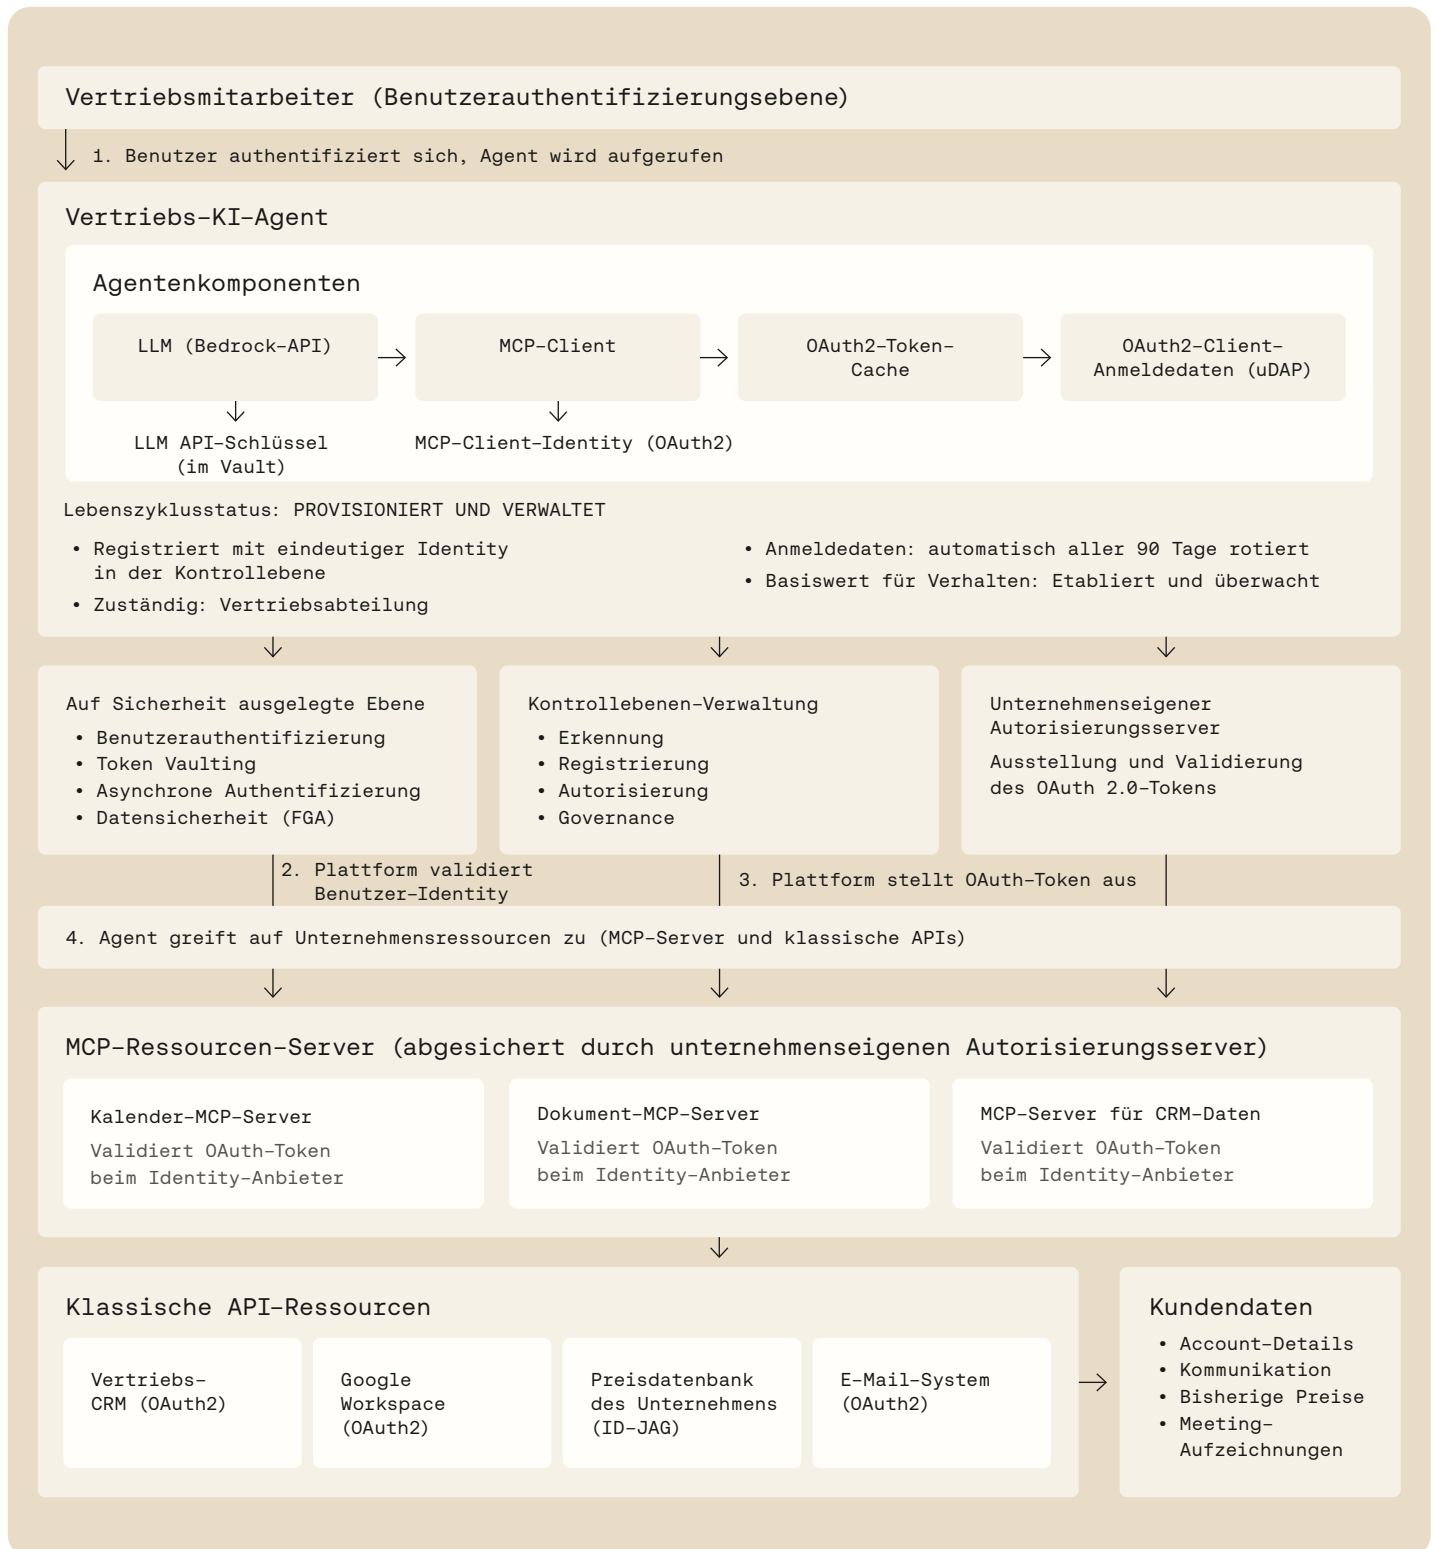 Vertriebsmitarbeiter (Benutzerauthentifizierungsebene)
1. Benutzer authentifiziert sich, Agent wird aufgerufen
Vertriebs-KI-Agent
Agentenkomponenten
LLM (Bedrock-API)
MCP-Client
OAuth2-Token-
Cache
OAuth2-Client-
Anmeldedaten (uDAP)
LLM API-Schlüssel
(im Vault)
MCP-Client-Identity (OAuth2)
Lebenszyklusstatus: PROVISIONIERT UND VERWALTET
• Registriert mit eindeutiger Identity
in der Kontrollebene
• Zuständig: Vertriebsabteilung
• Anmeldedaten: automatisch aller 90 Tage rotiert
• Basiswert für Verhalten: Etabliert und überwacht
Auf Sicherheit ausgelegte Ebene
• Benutzerauthentifizierung
• Token Vaulting
• Asynchrone Authentifizierung
• Datensicherheit (FGA)
Kontrollebenen-Verwaltung
• Erkennung
• Registrierung
• Autorisierung
• Governance
Unternehmenseigener
Autorisierungsserver
Ausstellung und Validierung
des OAuth 2.0-Tokens
2. Plattform validiert
Benutzer-Identity
3. Plattform stellt OAuth-Token aus
4. Agent greift auf Unternehmensressourcen zu (MCP-Server und klassische APIs)
MCP-Ressourcen-Server (abgesichert durch unternehmenseigenen Autorisierungsserver)
Kalender-MCP-Server
Validiert OAuth-Token
beim Identity-Anbieter
Dokument-MCP-Server
Validiert OAuth-Token
beim Identity-Anbieter
MCP-Server für CRM-Daten
Validiert OAuth-Token
beim Identity-Anbieter
Klassische API-Ressourcen
Vertriebs-
CRM (OAuth2)
Google
Workspace
(OAuth2)
Preisdatenbank
des Unternehmens
(ID-JAG)
E-Mail-System
(OAuth2)
Kundendaten
• Account-Details
• Kommunikation
• Bisherige Preise
• Meeting-
Aufzeichnungen